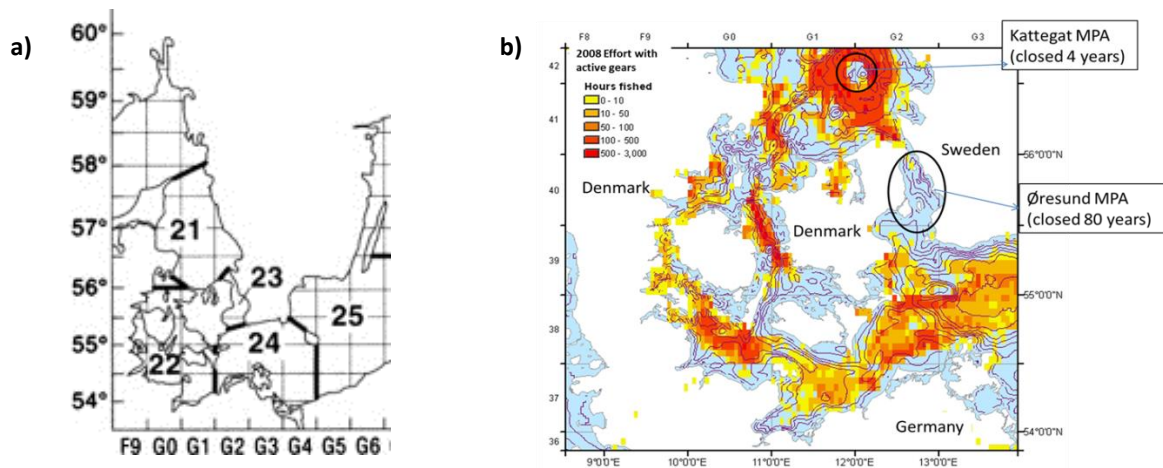 a)
60°
59°
58°
57°
56°
55°
54°
21
23
25
24
22
F9 G0 G1 G2 G3 G4 G5 G6
b)
F8 F9 G0 G1 G2 G3
42
41
40
39
38
37
36
2008 Effort with
active gears
Hours fished
0 - 10
10 - 50
50 - 100
100 - 500
500 - 3,000
Kattegat MPA
(closed 4 years)
Sweden
Øresund MPA
(closed 80 years)
Denmark
Denmark
Germany
56°0'0"N
55°0'0"N
54°0'0"N
9°0'0"E 10°0'0"E 11°0'0"E 12°0'0"E 13°0'0"E